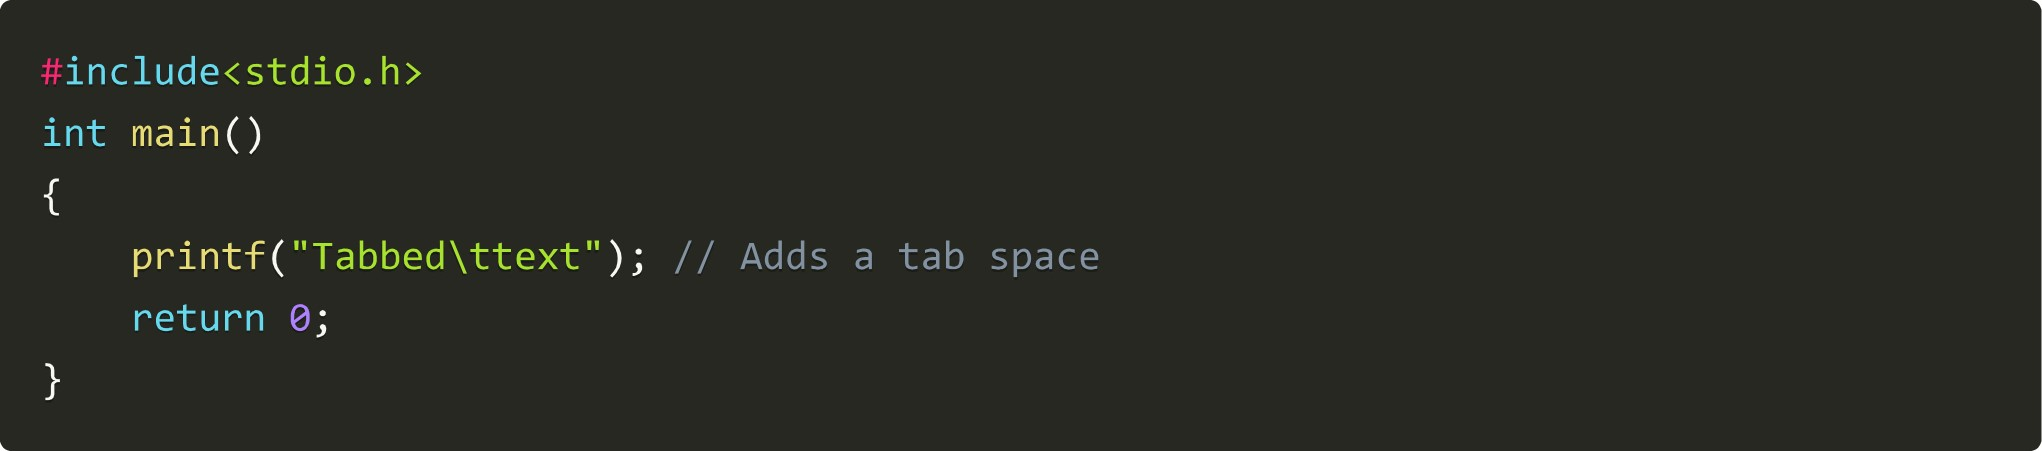 #include<stdio.h>
int main()
{
    printf("Tabbed\ttext"); // Adds a tab space
    return 0;
}